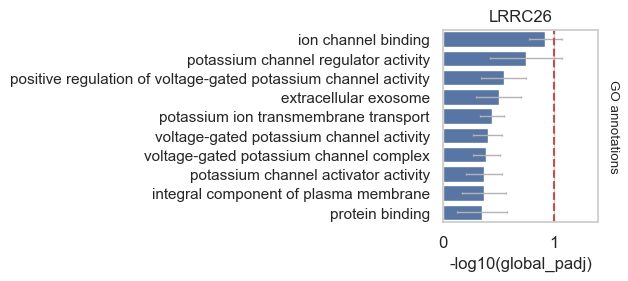 LRRC26
ion channel binding
potassium channel regulator activity
positive regulation of voltage-gated potassium channel activity
extracellular exosome
potassium ion transmembrane transport
voltage-gated potassium channel activity
voltage-gated potassium channel complex
potassium channel activator activity
integral component of plasma membrane
protein binding
GO annotations
0 1
-log10(global_padj)